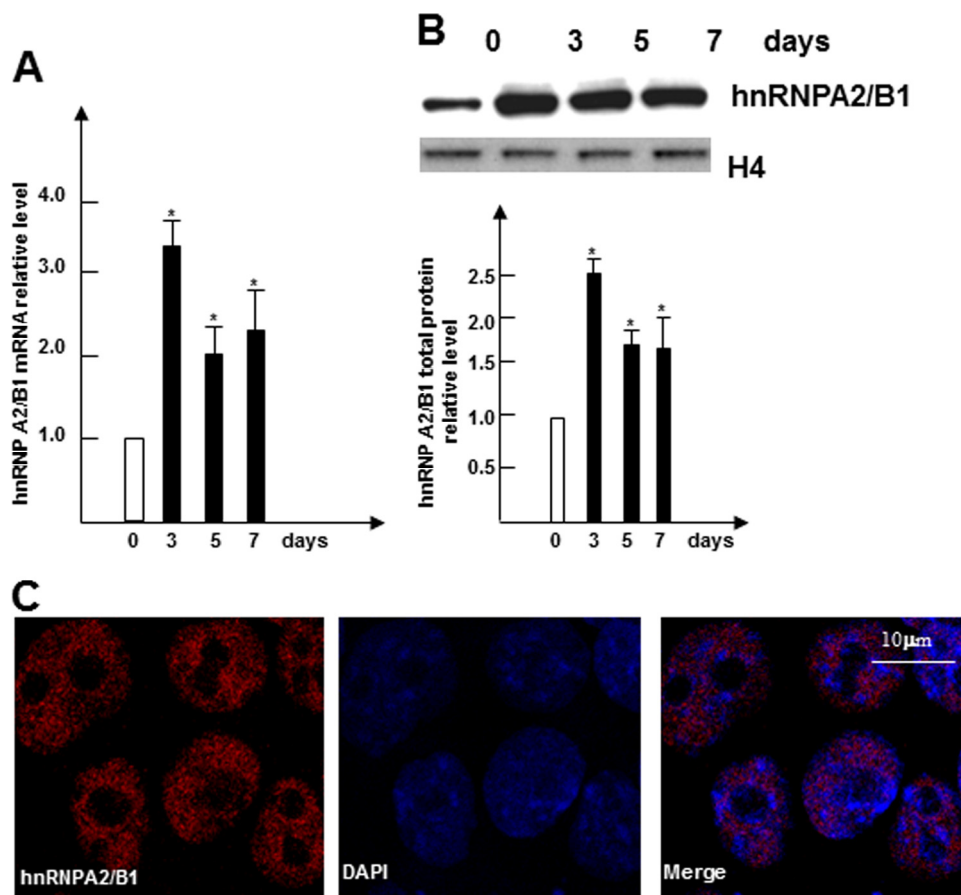 A
hnRNP A2/B1 mRNA relative level
4.0
3.0
2.0
1.0
*
*
*
0 3 5 7 days
B
0 3 5 7 days
hnRNPA2/B1
H4
hnRNP A2/B1 total protein
relative level
2.5
2.0
1.0
0.5
*
*
*
0 3 5 7 days
C
hnRNPA2/B1
DAPI
10µm
Merge